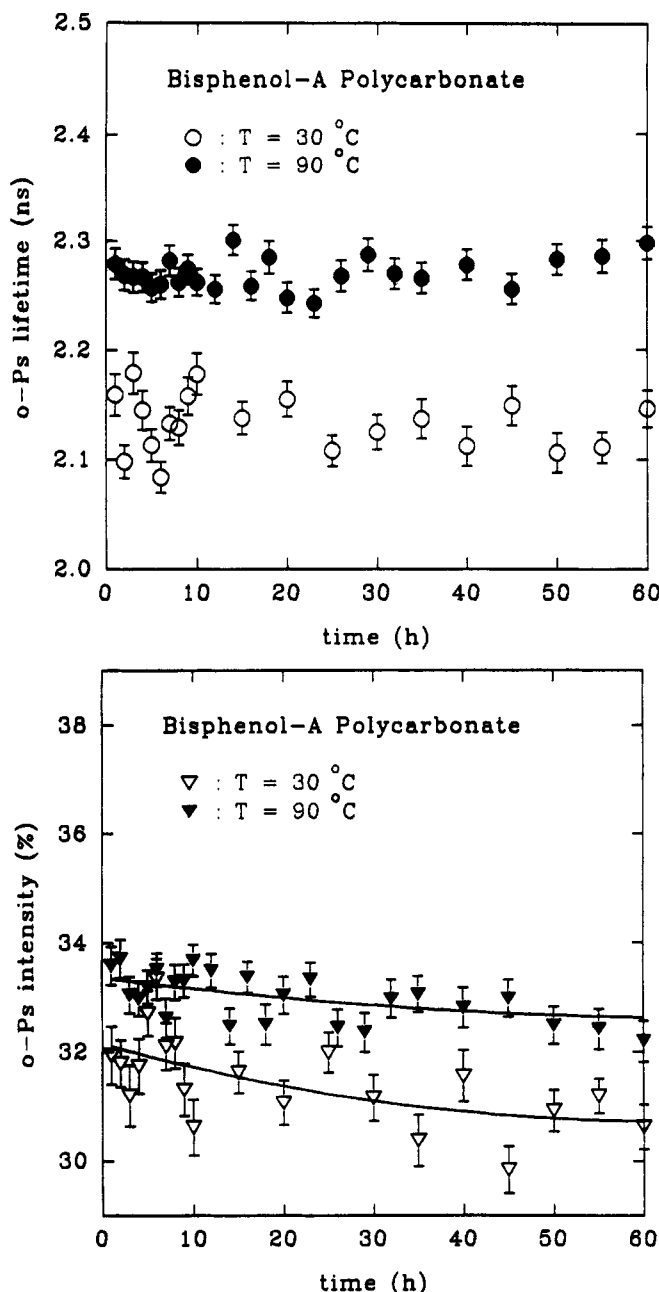 2.5
2.4
2.3
2.2
2.1
2.0
o-Ps lifetime (ns)
Bisphenol-A Polycarbonate
○ : T = 30 °C
● : T = 90 °C
0 10 20 30 40 50 60
time (h)
38
36
34
32
30
o-Ps intensity (%)
Bisphenol-A Polycarbonate
▽ : T = 30 °C
▼ : T = 90 °C
0 10 20 30 40 50 60
time (h)